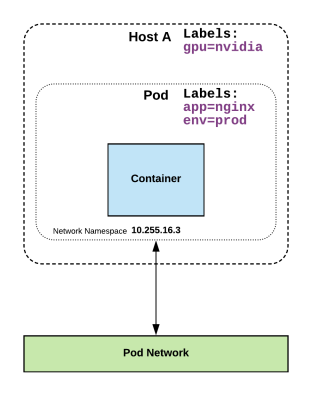 Host A
Labels:
gpu=nvidia
Pod
Labels:
app=nginx
env=prod
Container
Network Namespace 10.255.16.3
Pod Network